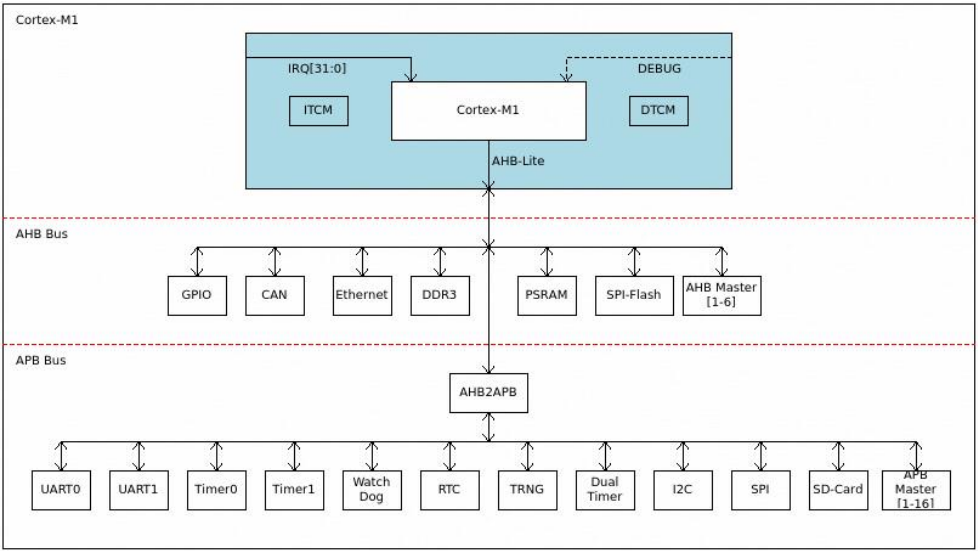 Cortex-M1
IRQ[31:0]
DEBUG
ITCM
Cortex-M1
DTCM
AHB-Lite
AHB Bus
GPIO
CAN
Ethernet
DDR3
PSRAM
SPI-Flash
AHB Master
[1-6]
APB Bus
AHB2APB
UART0
UART1
Timer0
Timer1
Watch
Dog
RTC
TRNG
Dual
Timer
I2C
SPI
SD-Card
APB
Master
[1-16]